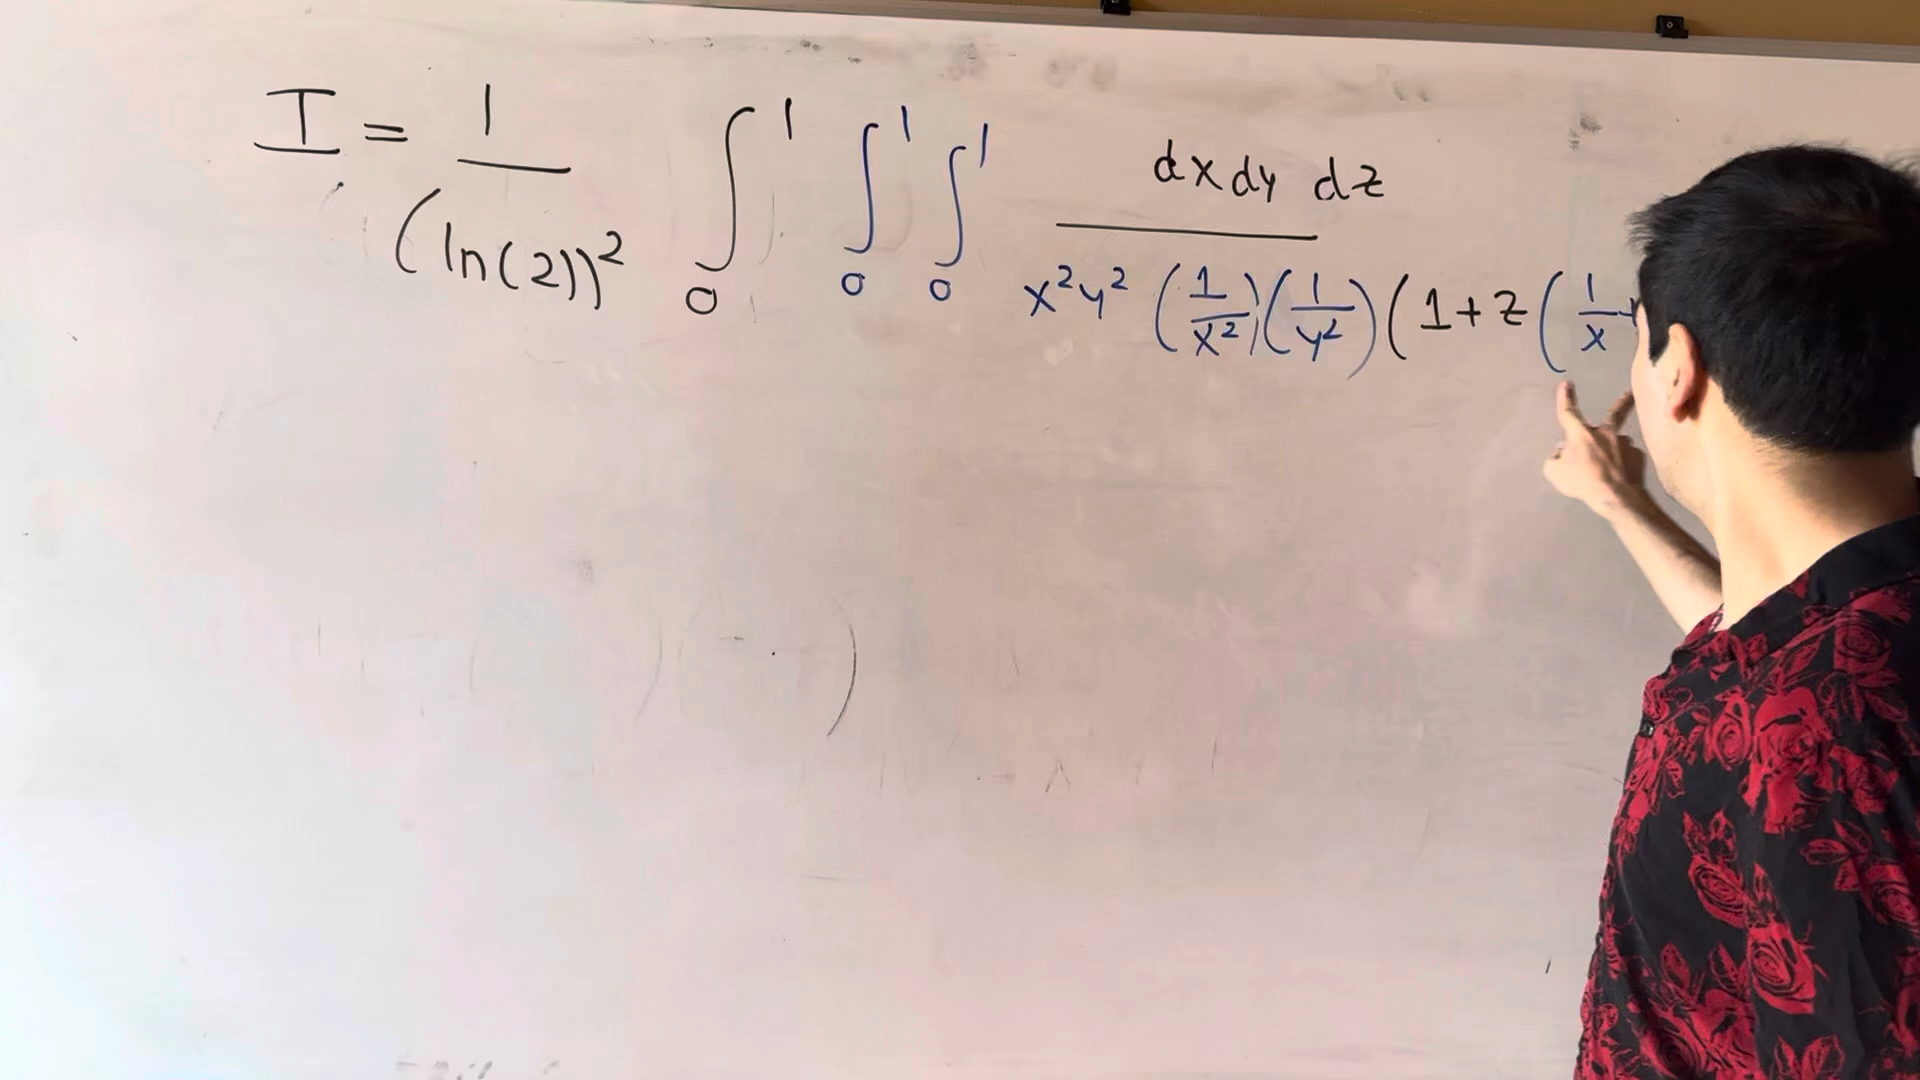 I = 1/(ln(2))² ∫₀¹ ∫₀¹ ∫₀¹ dx dy dz / x²y² (1/x²)(1/y²)(1+z(1/x+